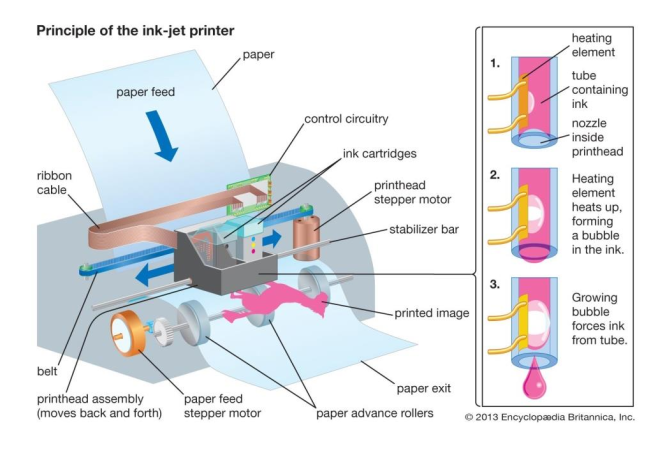 Principle of the ink-jet printer
paper
paper feed
control circuitry
ink cartridges
ribbon
cable
printhead
stepper motor
stabilizer bar
printed image
belt
printhead assembly
(moves back and forth)
paper feed
stepper motor
paper advance rollers
paper exit
1.
heating
element
tube
containing
ink
nozzle
inside
printhead
2.
Heating
element
heats up,
forming
a bubble
in the ink.
3.
Growing
bubble
forces ink
from tube.
© 2013 Encyclopædia Britannica, Inc.